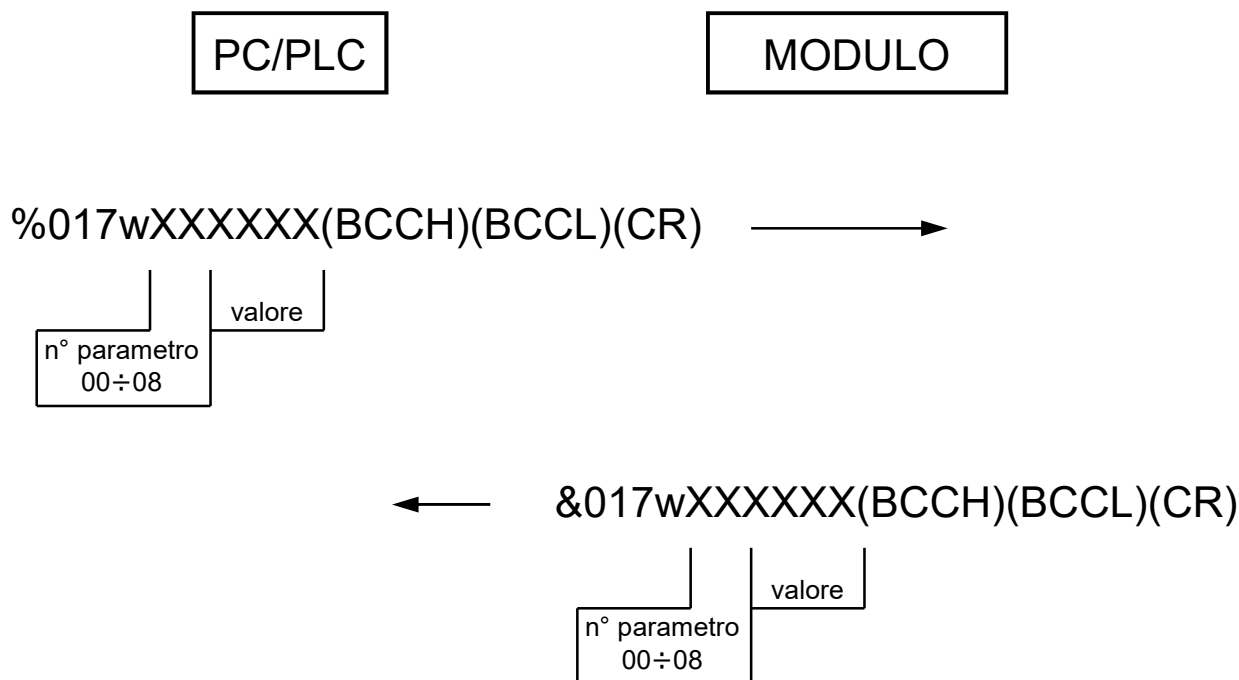 PC/PLC
MODULO
%017wXXXXXX(BCCH)(BCCL)(CR)
valore
n° parametro
00÷08
&017wXXXXXX(BCCH)(BCCL)(CR)
valore
n° parametro
00÷08